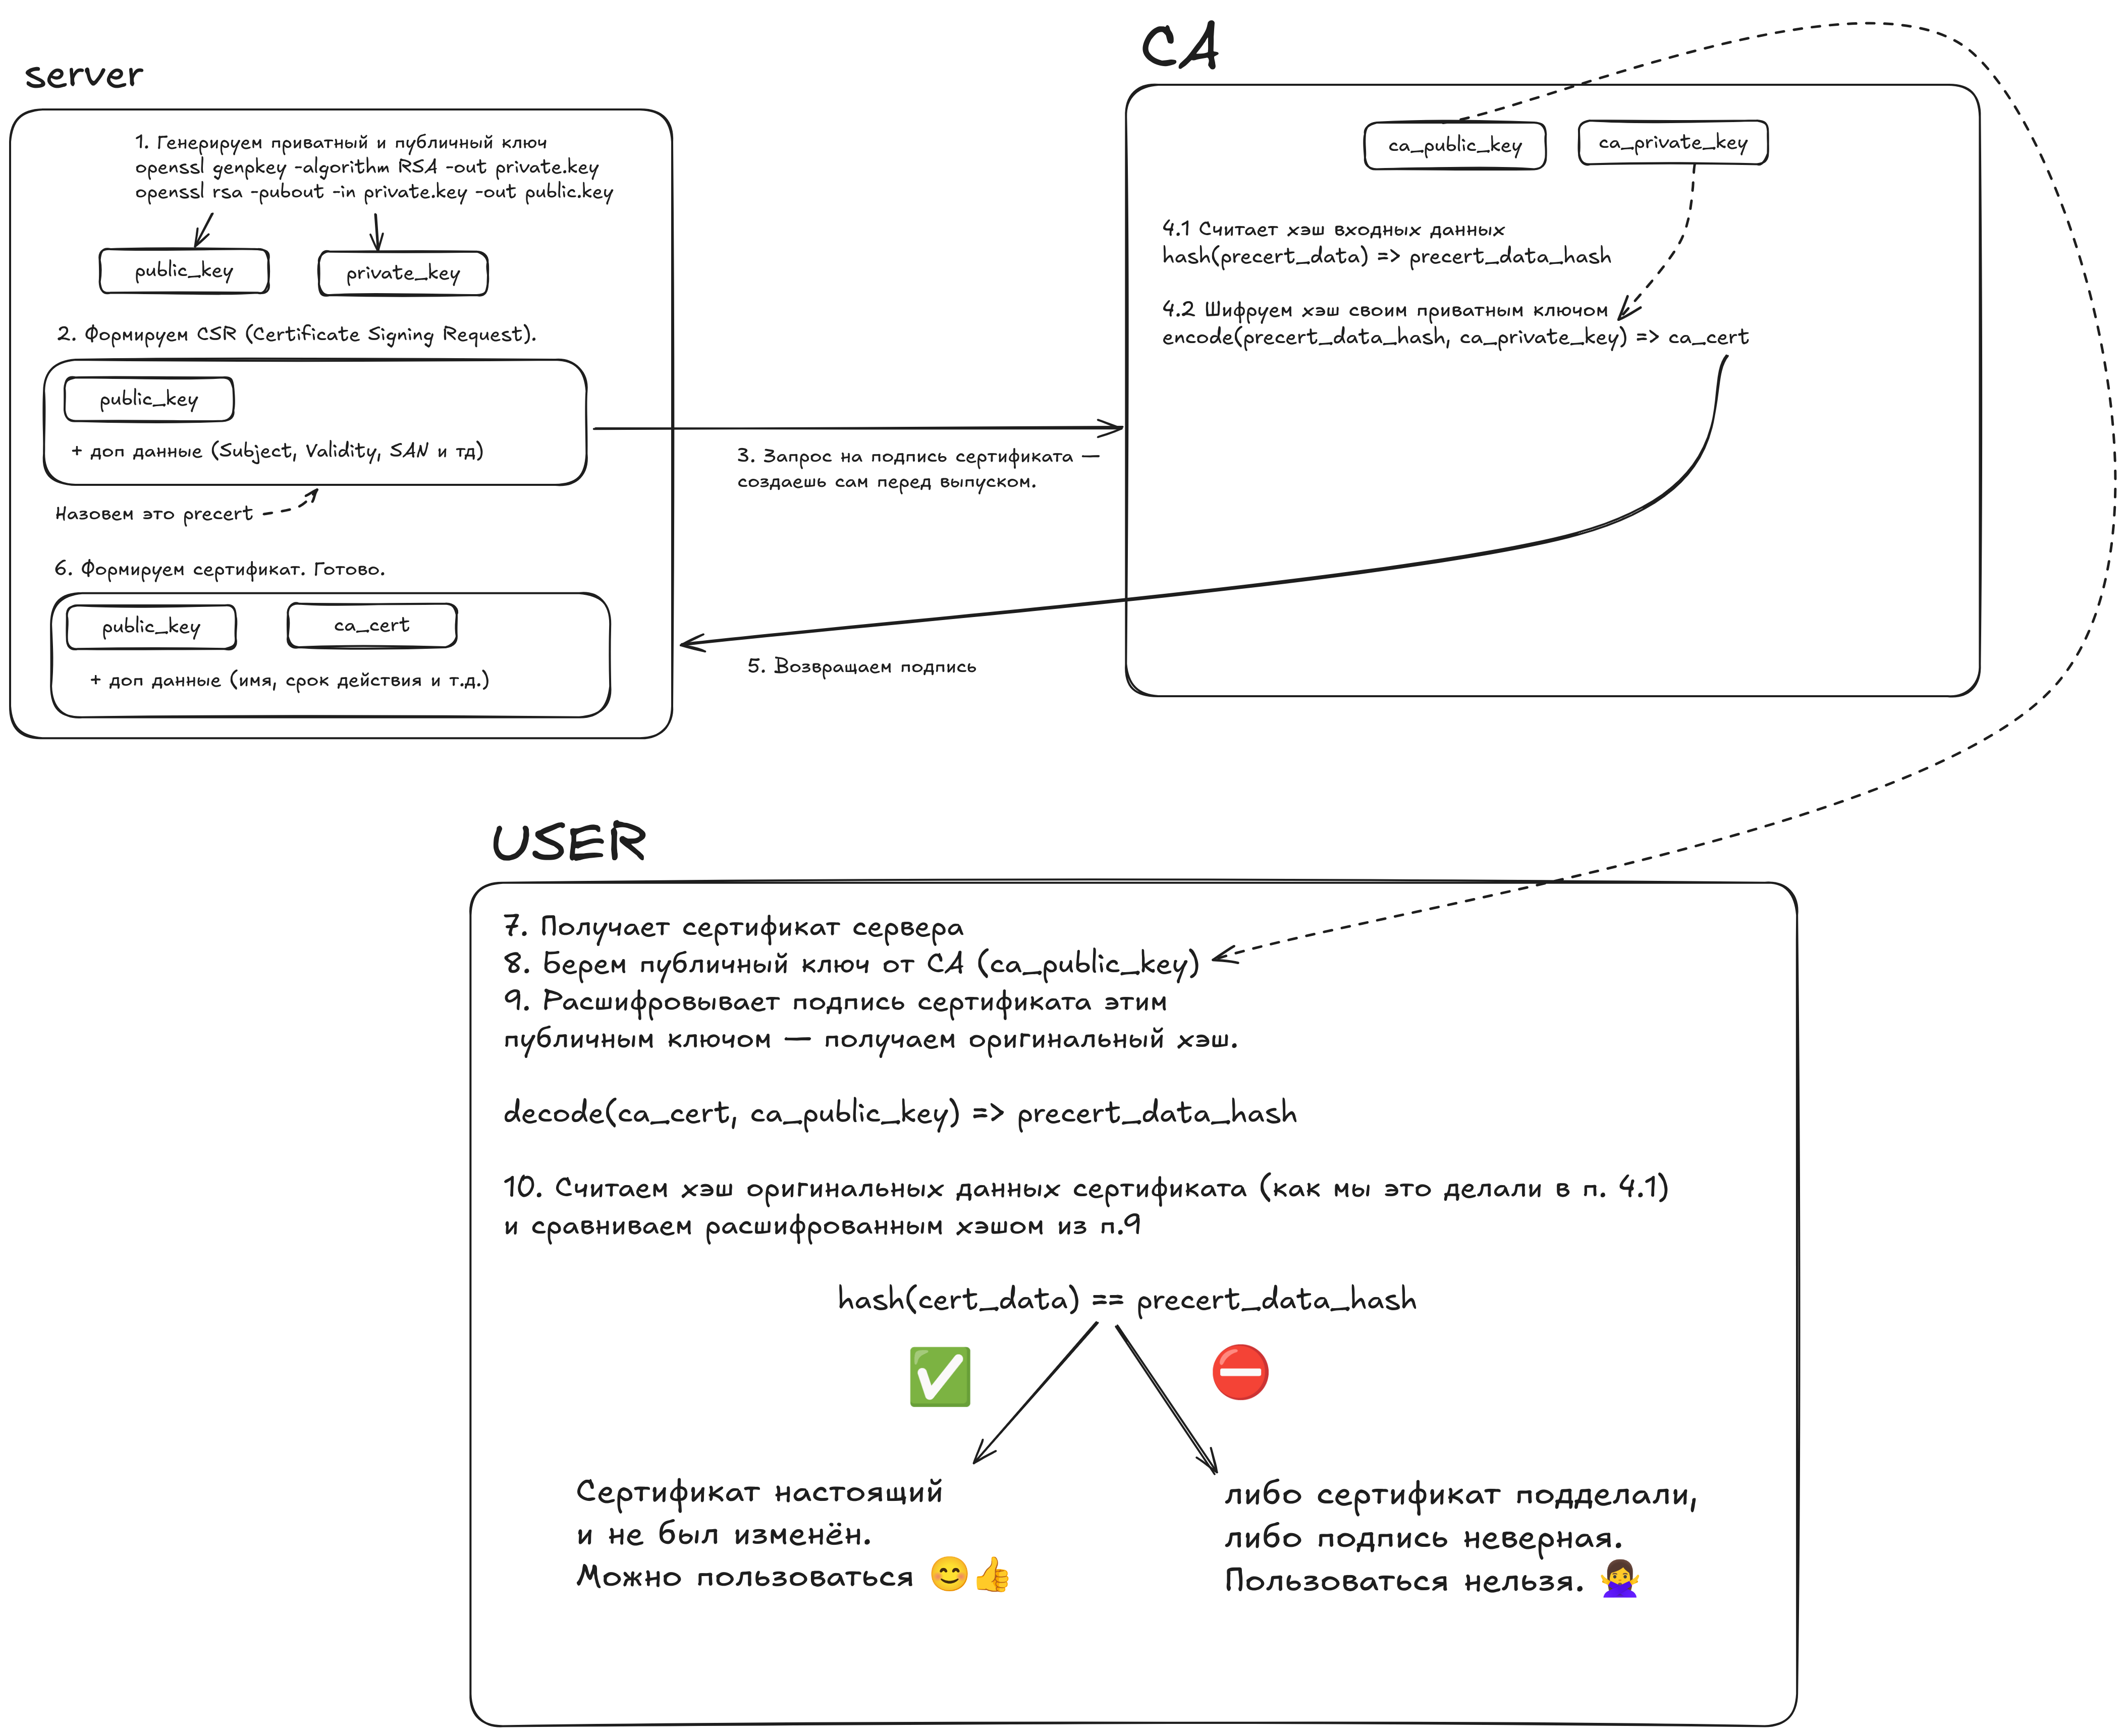 server
1. Генерируем приватный и публичный ключ
openssl genpkey -algorithm RSA -out private.key
openssl rsa -pubout -in private.key -out public.key
public_key
private_key
2. Формируем CSR (Certificate Signing Request).
public_key
+ доп данные (Subject, Validity, SAN и тд)
Назовем это precert
6. Формируем сертификат. Готово.
public_key
ca_cert
+ доп данные (имя, срок действия и т.д.)
3. Запрос на подпись сертификата —
создаешь сам перед выпуском.
5. Возвращаем подпись
CA
ca_public_key
ca_private_key
4.1 Считает хэш входных данных
hash(precert_data) => precert_data_hash
4.2 Шифруем хэш своим приватным ключом
encode(precert_data_hash, ca_private_key) => ca_cert
USER
7. Получает сертификат сервера
8. Берем публичный ключ от CA (ca_public_key)
9. Расшифровывает подпись сертификата этим
публичным ключом — получаем оригинальный хэш.
decode(ca_cert, ca_public_key) => precert_data_hash
10. Считаем хэш оригинальных данных сертификата (как мы это делали в п. 4.1)
и сравниваем расшифрованным хэшом из п.9
hash(cert_data) == precert_data_hash
Сертификат настоящий
и не был изменён.
Можно пользоваться 😊👍
либо сертификат подделали,
либо подпись неверная.
Пользоваться нельзя. 🙅‍♀️